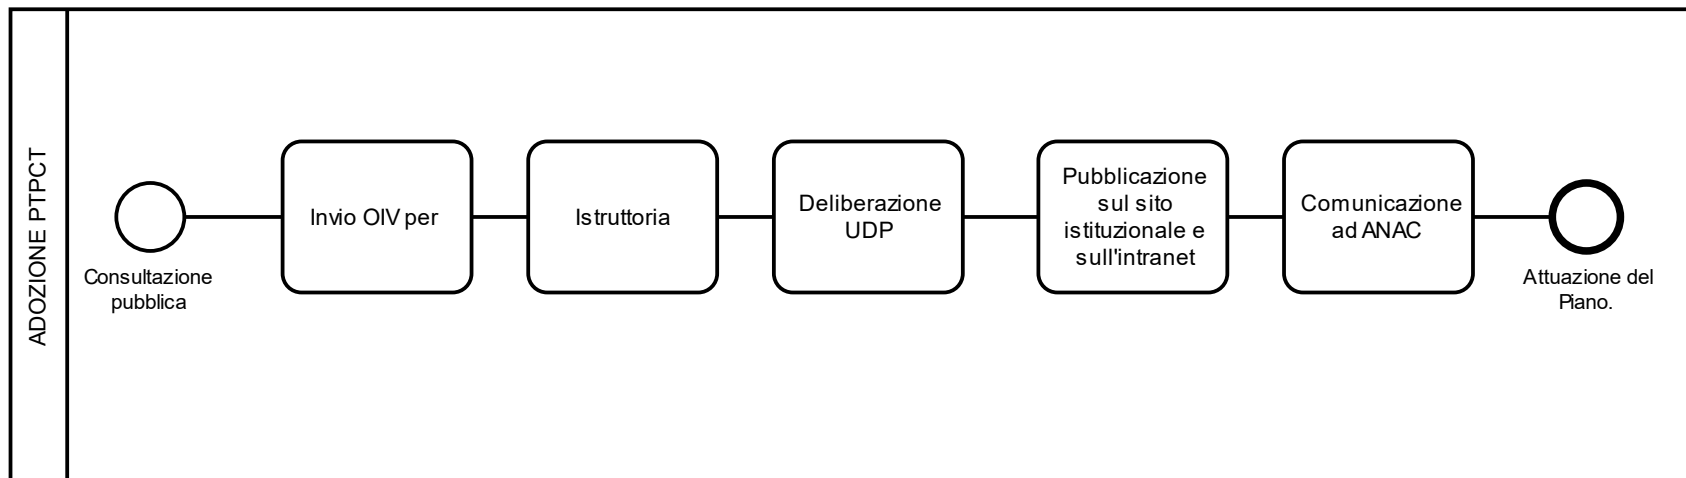 ADOZIONE PTPCT
Consultazione
pubblica
Invio OIV per
Istruttoria
Deliberazione
UDP
Pubblicazione
sul sito
istituzionale e
sull'intranet
Comunicazione
ad ANAC
Attuazione del
Piano.